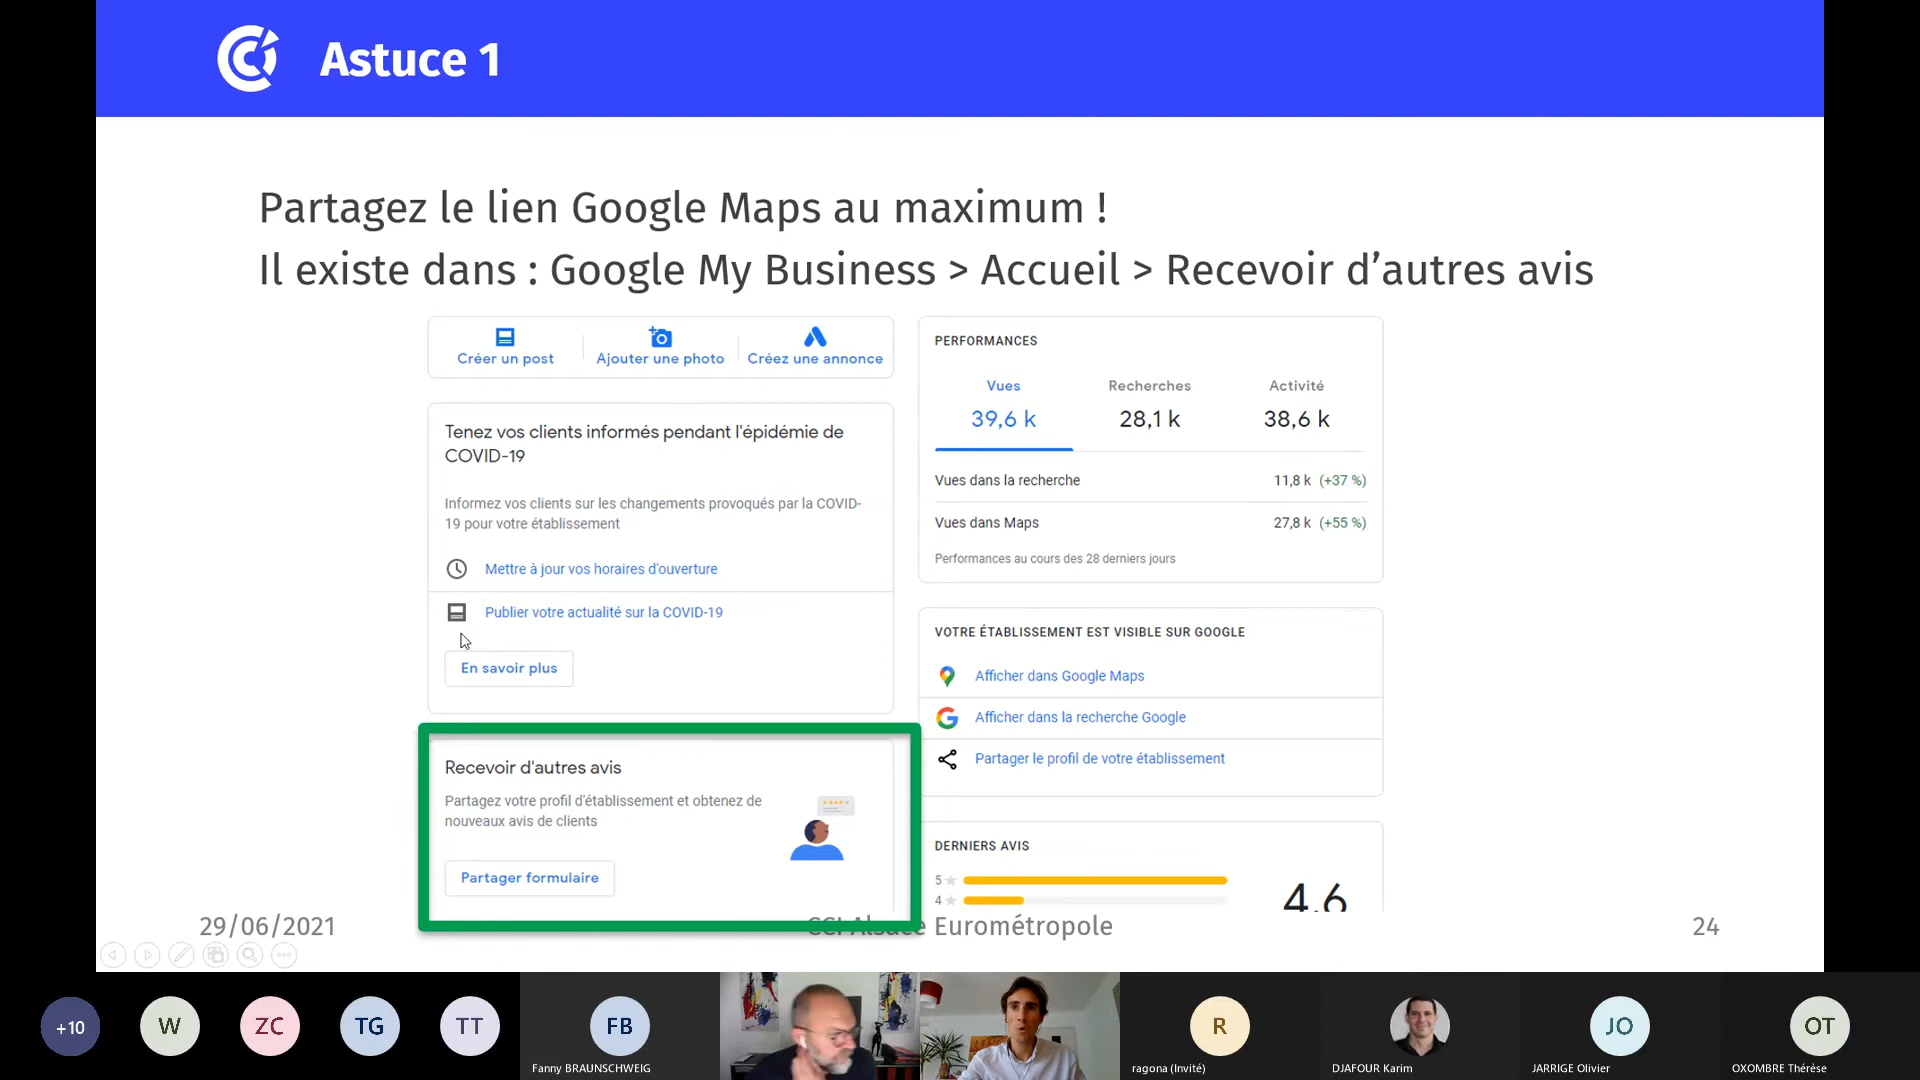 Astuce 1
Partagez le lien Google Maps au maximum !
Il existe dans : Google My Business > Accueil > Recevoir d’autres avis
Créer un post
Ajouter une photo
Créez une annonce
Tenez vos clients informés pendant l'épidémie de
COVID-19
Informez vos clients sur les changements provoqués par la COVID-
19 pour votre établissement
Mettre à jour vos horaires d'ouverture
Publier votre actualité sur la COVID-19
En savoir plus
Recevoir d'autres avis
Partagez votre profil d'établissement et obtenez de
nouveaux avis de clients
Partager formulaire
PERFORMANCES
Vues Recherches Activité
39,6 k 28,1 k 38,6 k
Vues dans la recherche 11,8 k (+37 %)
Vues dans Maps 27,8 k (+55 %)
Performances au cours des 28 derniers jours
VOTRE ÉTABLISSEMENT EST VISIBLE SUR GOOGLE
Afficher dans Google Maps
Afficher dans la recherche Google
Partager le profil de votre établissement
DERNIERS AVIS
5
4
4,6
29/06/2021
CCI Alsace Eurométropole
24
+10
W
ZC
TG
TT
FB
Fanny BRAUNSCHWEIG
R
ragona (Invité)
DJAFOUR Karim
JO
JARRIGE Olivier
OT
OXOMBRE Thérèse